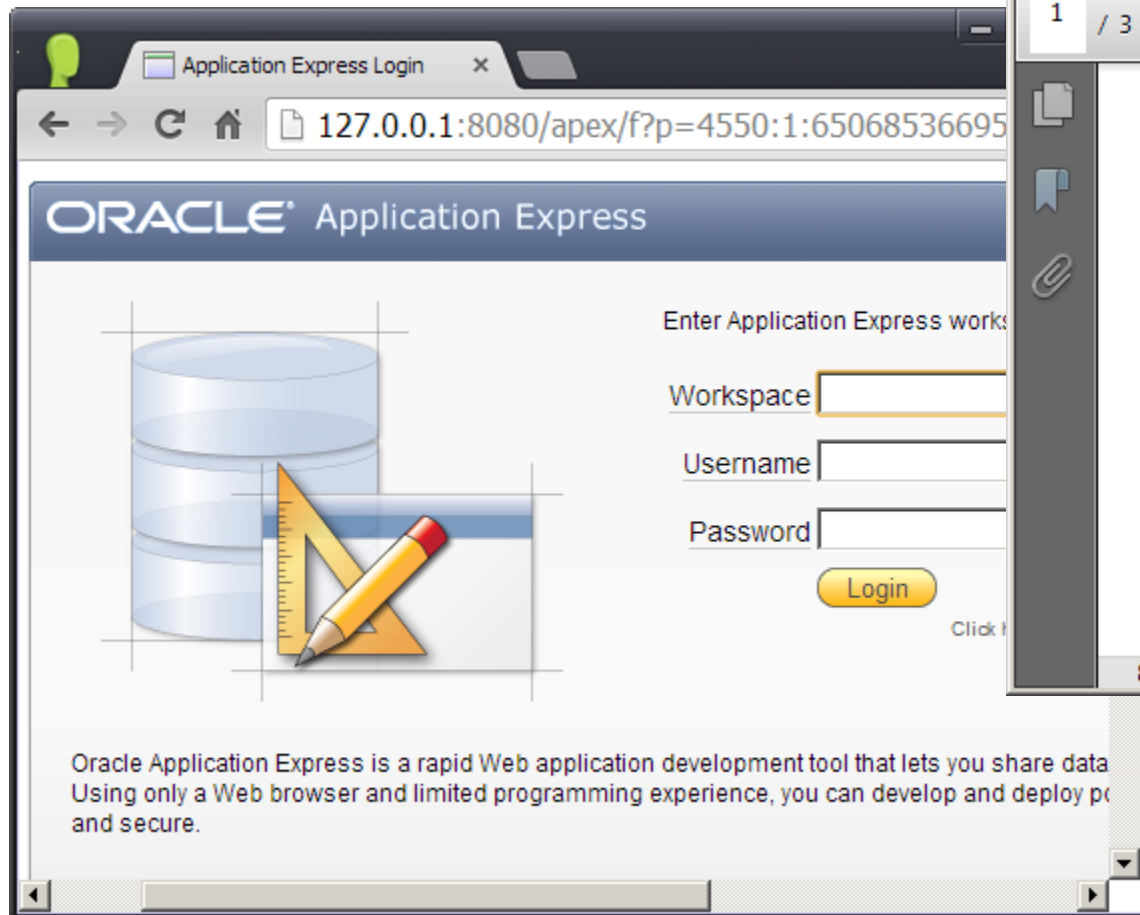 1 / 3
Application Express Login
127.0.0.1:8080/apex/f?p=4550:1:65068536695
ORACLE® Application Express
Enter Application Express
Workspace
Username
Password
Login
Click
Oracle Application Express is a rapid Web application development tool that lets you share data
Using only a Web browser and limited programming experience, you can develop and deploy
and secure.